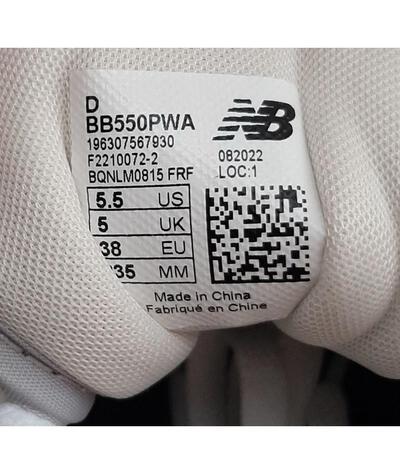 D
BB550PWA
196307567930
F2210072-2
BQNLM0815 FRF
NB
082022
LOC:1
5.5 US
5 UK
38 EU
35 MM
Made in China
Fabriqué en Chine